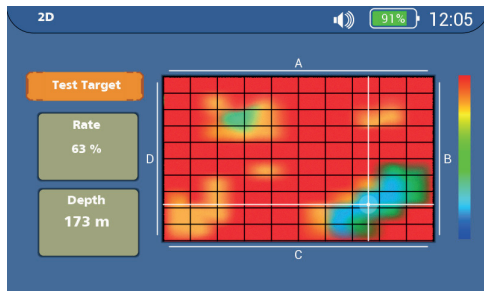 2D
91%
12:05
Test Target
Rate
63 %
Depth
173 m
A
B
C
D